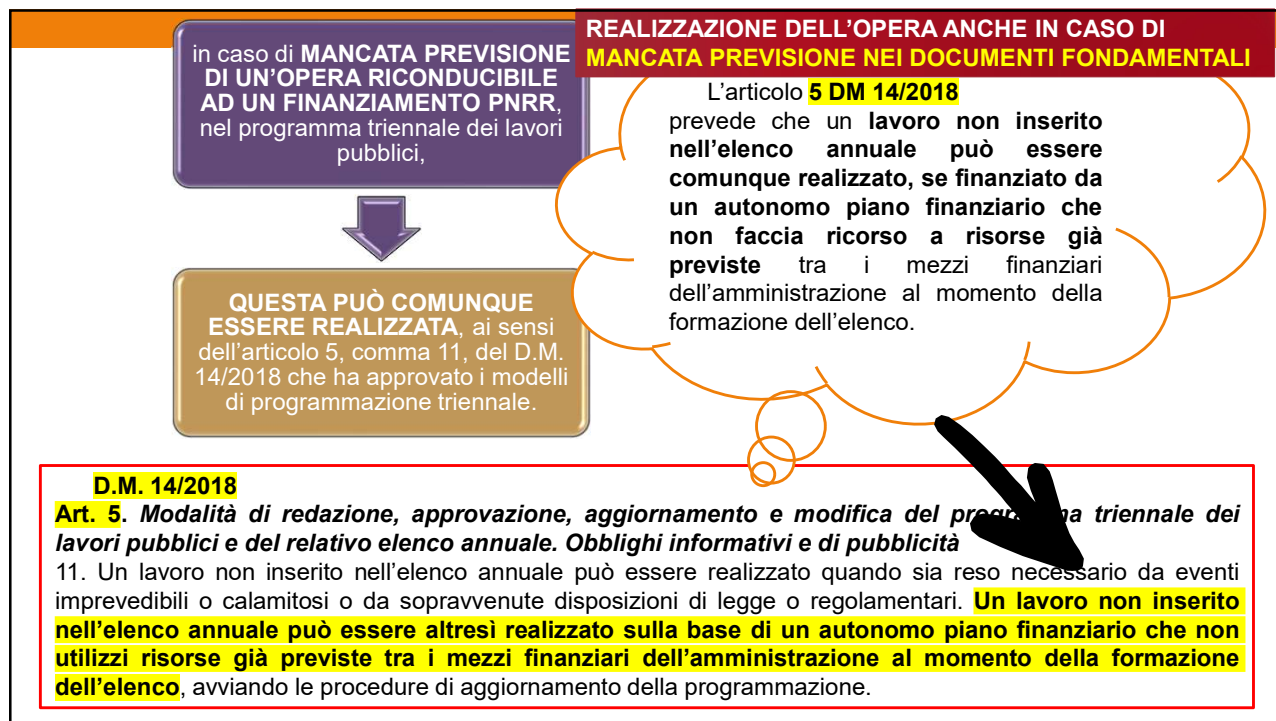 REALIZZAZIONE DELL’OPERA ANCHE IN CASO DI
MANCATA PREVISIONE NEI DOCUMENTI FONDAMENTALI
in caso di MANCATA PREVISIONE
DI UN’OPERA RICONDUCIBILE
AD UN FINANZIAMENTO PNRR,
nel programma triennale dei lavori
pubblici,
QUESTA PUÒ COMUNQUE
ESSERE REALIZZATA, ai sensi
dell’articolo 5, comma 11, del D.M.
14/2018 che ha approvato i modelli
di programmazione triennale.
L’articolo 5 DM 14/2018
prevede che un lavoro non inserito
nell’elenco annuale può essere
comunque realizzato, se finanziato da
un autonomo piano finanziario che
non faccia ricorso a risorse già
previste tra i mezzi finanziari
dell’amministrazione al momento della
formazione dell’elenco.
D.M. 14/2018
Art. 5. Modalità di redazione, approvazione, aggiornamento e modifica del programma triennale dei
lavori pubblici e del relativo elenco annuale. Obblighi informativi e di pubblicità
11. Un lavoro non inserito nell’elenco annuale può essere realizzato quando sia reso necessario da eventi
imprevedibili o calamitosi o da sopravvenute disposizioni di legge o regolamentari. Un lavoro non inserito
nell’elenco annuale può essere altresì realizzato sulla base di un autonomo piano finanziario che non
utilizzi risorse già previste tra i mezzi finanziari dell’amministrazione al momento della formazione
dell’elenco, avviando le procedure di aggiornamento della programmazione.